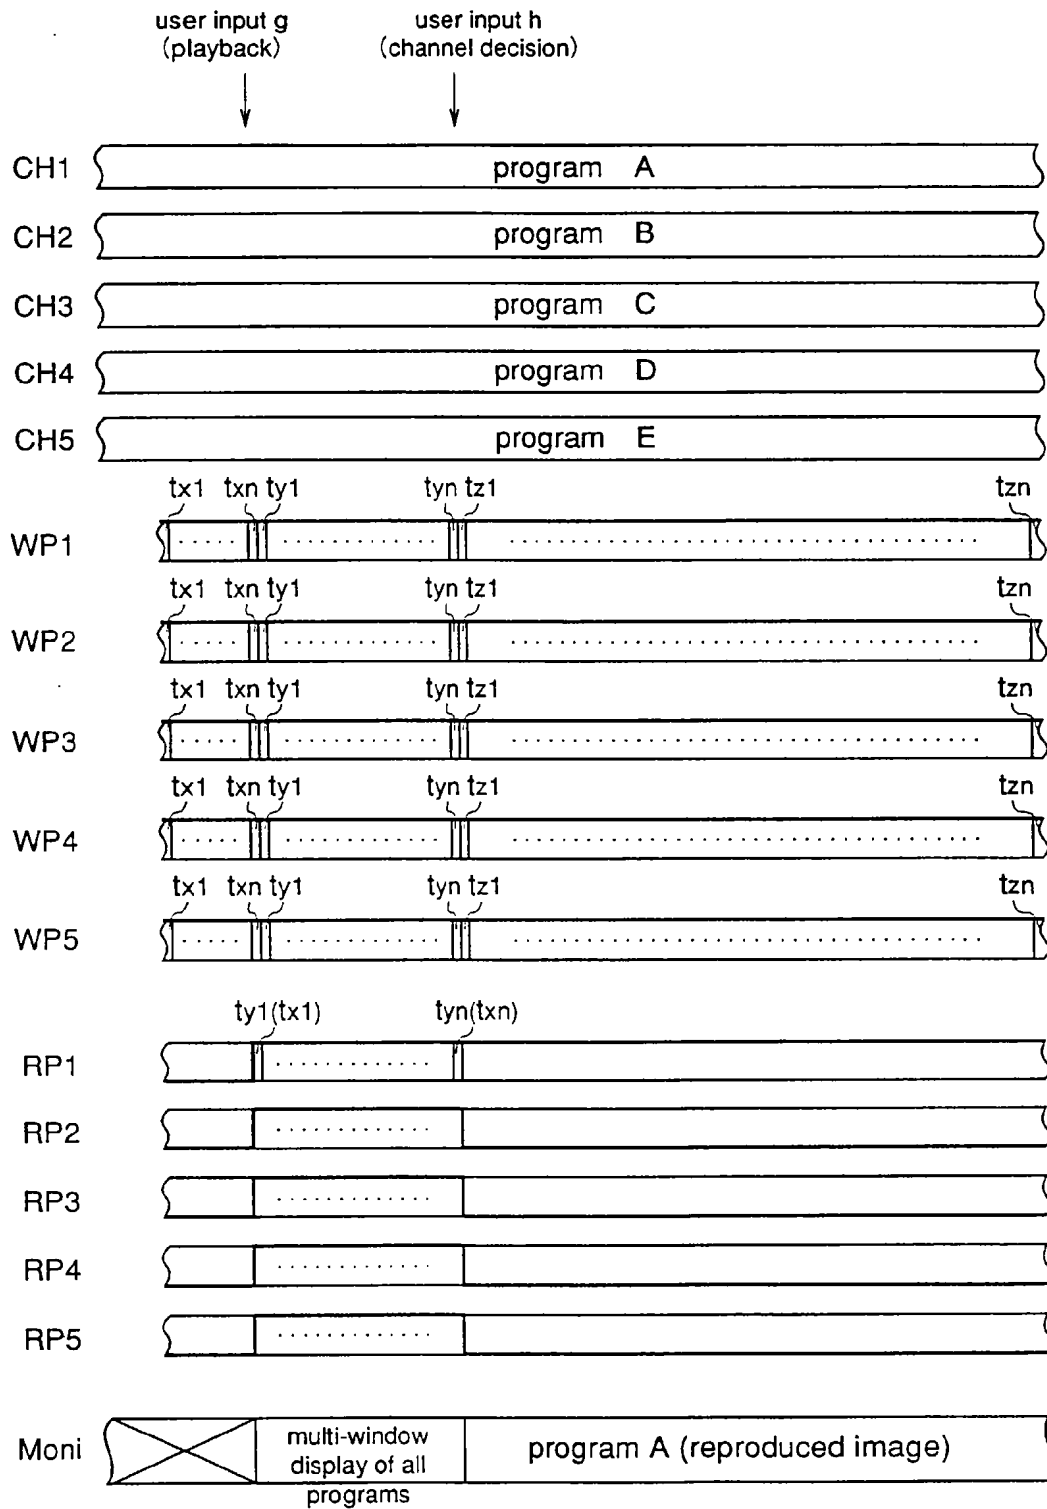 user input g
(playback)
user input h
(channel decision)
CH1 program A
CH2 program B
CH3 program C
CH4 program D
CH5 program E
tx1 txn ty1 tyn tz1 tzn
WP1
tx1 txn ty1 tyn tz1 tzn
WP2
tx1 txn ty1 tyn tz1 tzn
WP3
tx1 txn ty1 tyn tz1 tzn
WP4
tx1 txn ty1 tyn tz1 tzn
WP5
ty1(tx1) tyn(txn)
RP1
RP2
RP3
RP4
RP5
Moni
multi-window
display of all
programs
program A (reproduced image)